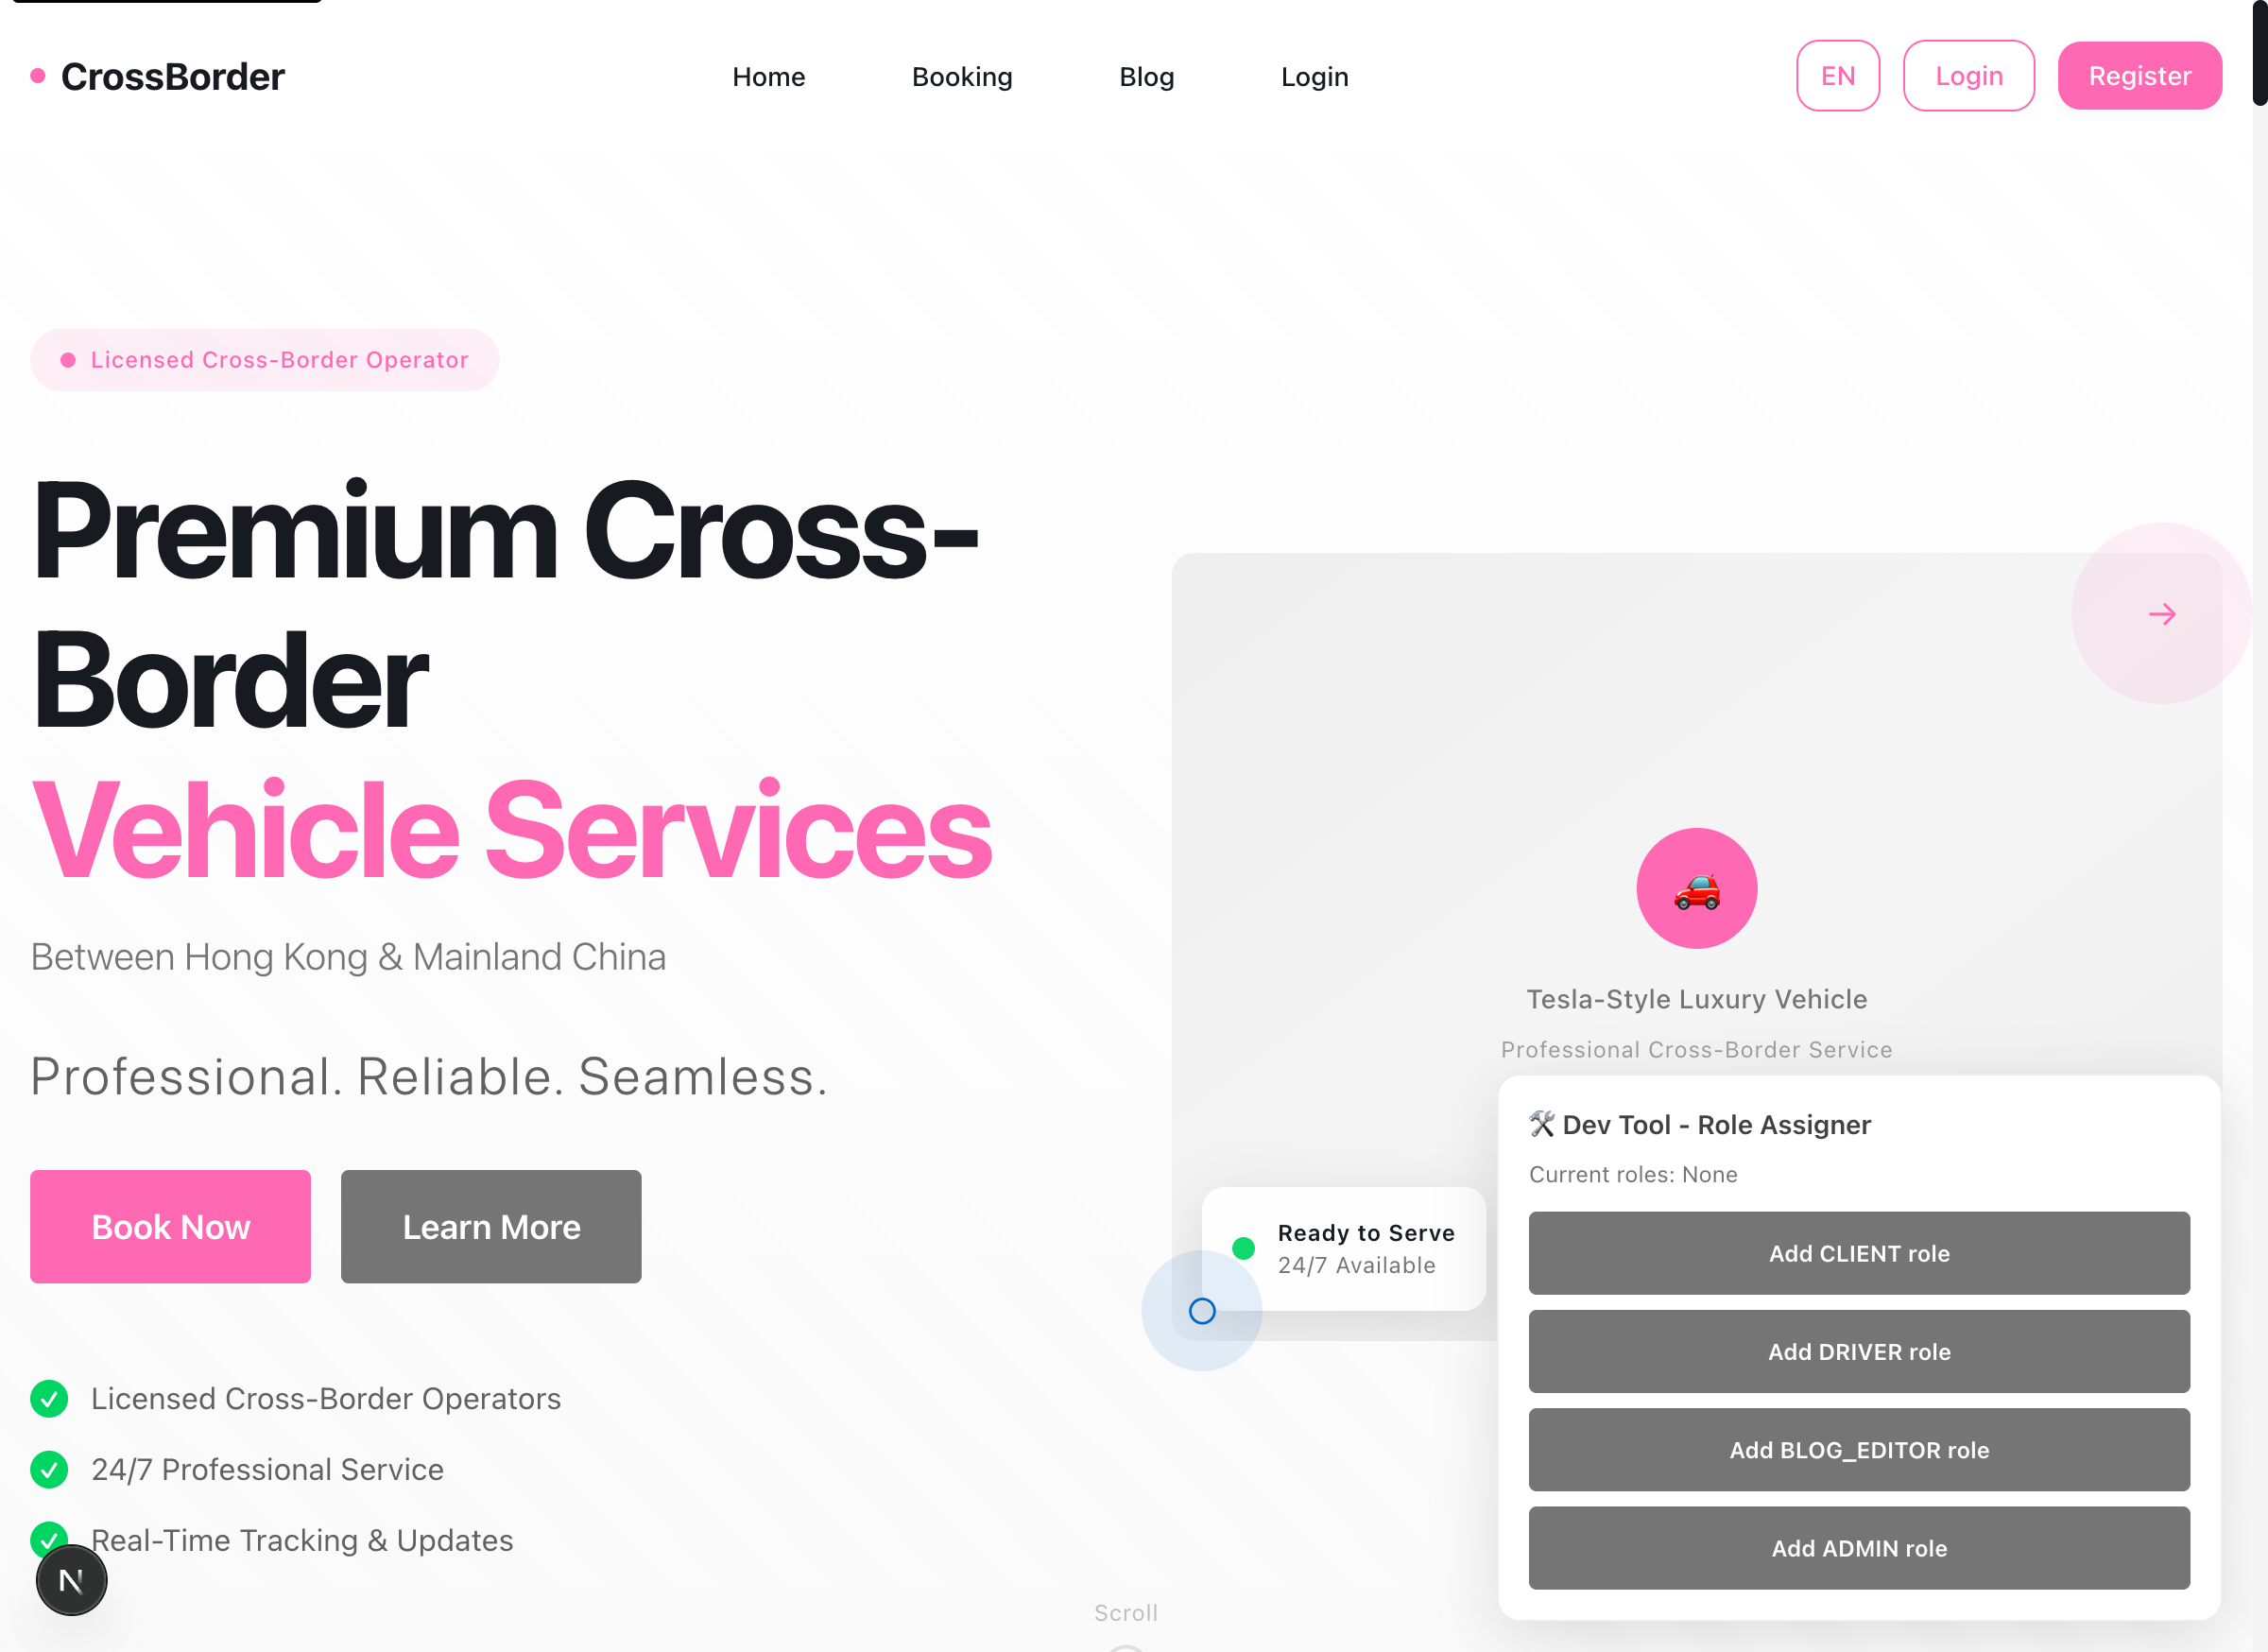 CrossBorder
Home
Booking
Blog
Login
EN
Login
Register
Licensed Cross-Border Operator
Premium Cross-
Border
Vehicle Services
Between Hong Kong & Mainland China
Professional. Reliable. Seamless.
Book Now
Learn More
Licensed Cross-Border Operators
24/7 Professional Service
Real-Time Tracking & Updates
N
Tesla-Style Luxury Vehicle
Professional Cross-Border Service
Ready to Serve
24/7 Available
🛠️ Dev Tool - Role Assigner
Current roles: None
Add CLIENT role
Add DRIVER role
Add BLOG_EDITOR role
Add ADMIN role
Scroll